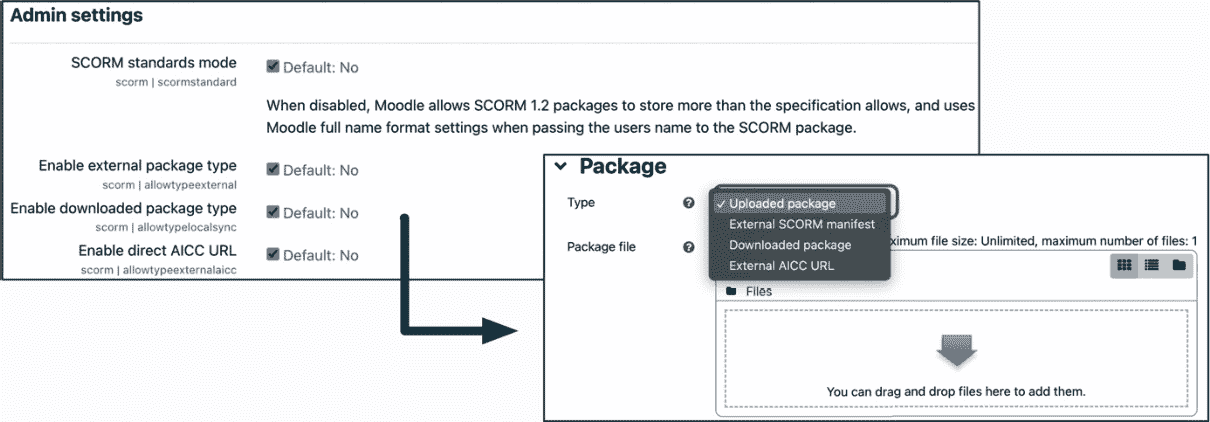 Admin settings
SCORM standards mode
scorm | scormstandard
Default: No
When disabled, Moodle allows SCORM 1.2 packages to store more than the specification allows, and uses
Moodle full name format settings when passing the users name to the SCORM package.
Enable external package type
scorm | allowtypeexternal
Default: No
Enable downloaded package type
scorm | allowtypelocalsync
Default: No
Enable direct AICC URL
scorm | allowtypeexternalaicc
Default: No
Package
Type
✓ Uploaded package
External SCORM manifest
Downloaded package
External AICC URL
Package file
ximum file size: Unlimited, maximum number of files: 1
Files
You can drag and drop files here to add them.